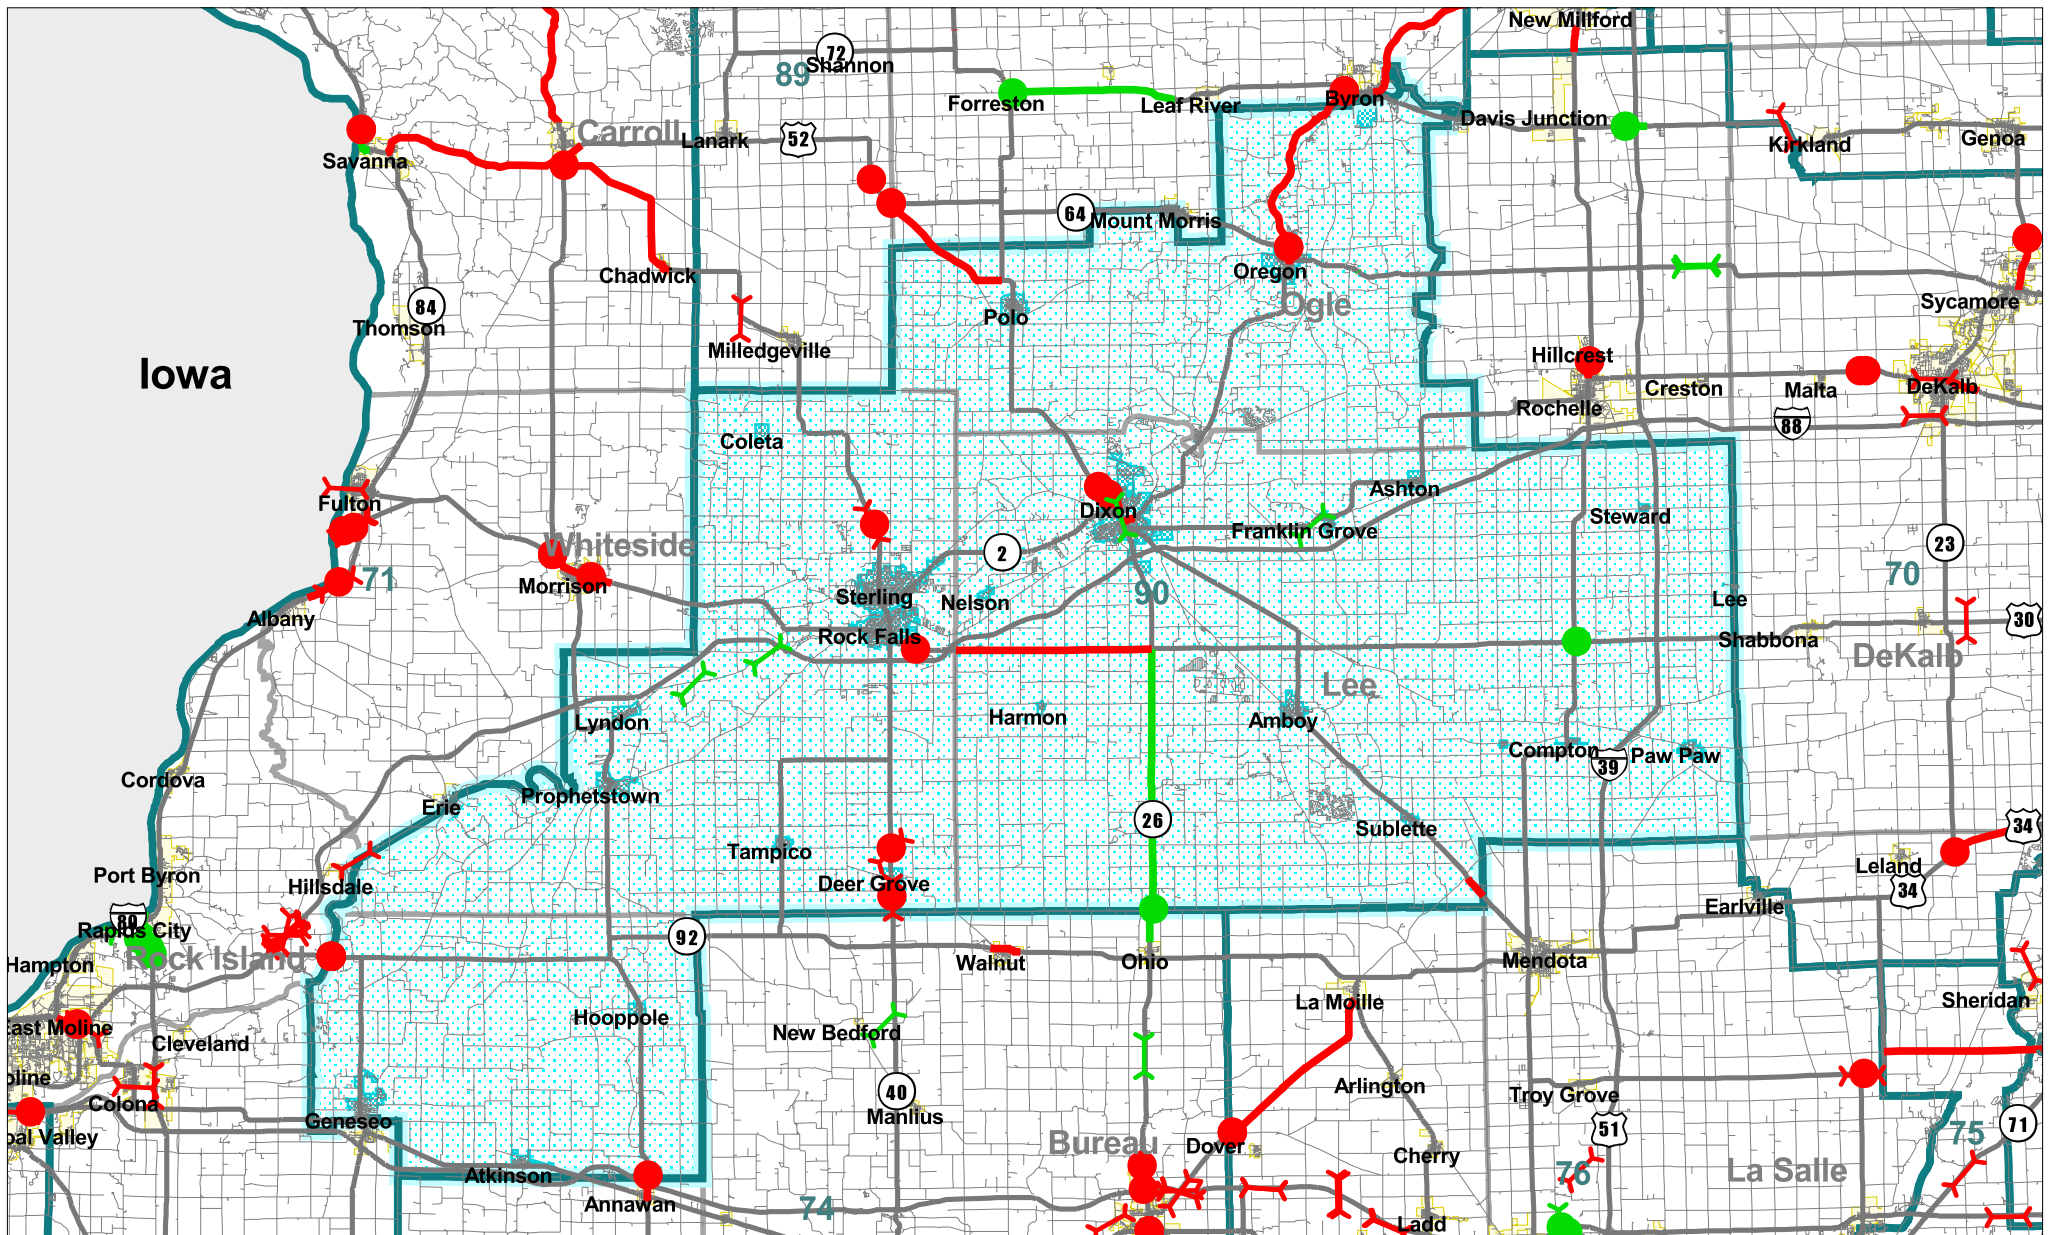 New Millford
72
Shannon
89
Forreston
Leaf River
Byron
Davis Junction
Kirkland
Genoa
Carroll
Lanark
52
Savanna
64
Mount Morris
Oregon
Ogle
Chadwick
84
Thomson
Polo
Sycamore
Milledgeville
Iowa
Hillcrest
Creston
Malta
DeKalb
Rochelle
88
Coleta
Fulton
Dixon
Ashton
Franklin Grove
Steward
23
Whiteside
2
71
Morrison
90
70
Sterling
Nelson
Lee
Albany
Rock Falls
30
Shabbona
DeKalb
Lee
Lyndon
Harmon
Amboy
Compton
Paw Paw
39
Cordova
Erie
Prophetstown
26
Sublette
34
Tampico
Port Byron
Hillsdale
Deer Grove
Leland
34
80
Rapids City
Earlville
92
Rock Island
Hampton
Walnut
Ohio
Mendota
La Moille
Sheridan
Hooppole
East Moline
New Bedford
Cleveland
oline
Arlington
40
Colona
Manlius
Troy Grove
Geneseo
51
71
oal Valley
Bureau
Dover
75
Cherry
Atkinson
76
La Salle
Annawan
74
Ladd